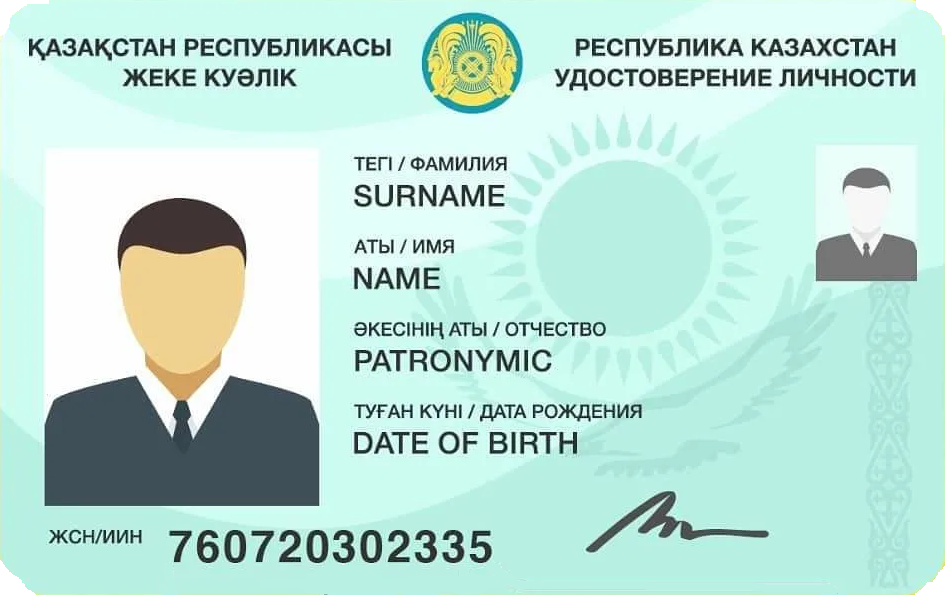 ҚАЗАҚСТАН РЕСПУБЛИКАСЫ
ЖЕКЕ КУӘЛІК
РЕСПУБЛИКА КАЗАХСТАН
УДОСТОВЕРЕНИЕ ЛИЧНОСТИ
ТЕГІ / ФАМИЛИЯ
SURNAME
АТЫ / ИМЯ
NAME
ӘКЕСІНІҢ АТЫ / ОТЧЕСТВО
PATRONYMIC
ТУҒАН КҮНІ / ДАТА РОЖДЕНИЯ
DATE OF BIRTH
ЖСН/ИИН 760720302335